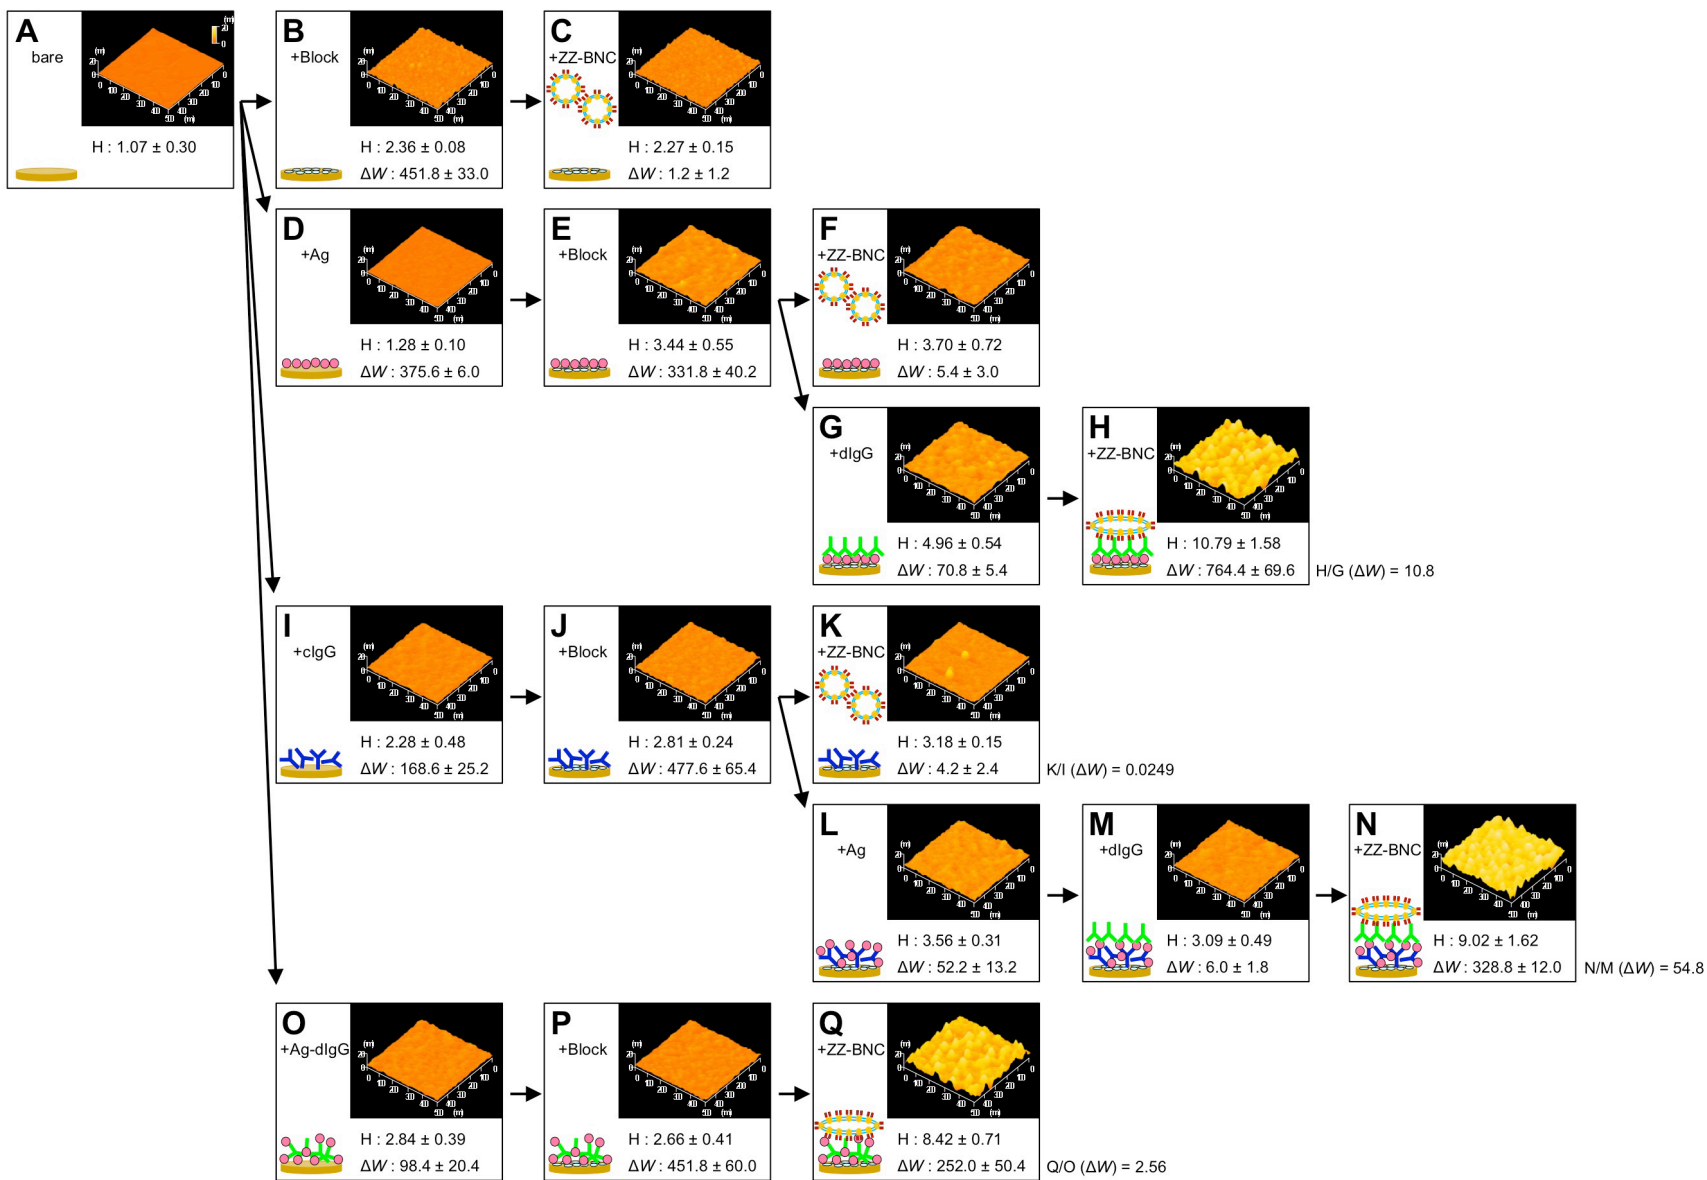 A
bare
H : 1.07 ± 0.30
B
+Block
H : 2.36 ± 0.08
ΔW : 451.8 ± 33.0
C
+ZZ-BNC
H : 2.27 ± 0.15
ΔW : 1.2 ± 1.2
D
+Ag
H : 1.28 ± 0.10
ΔW : 375.6 ± 6.0
E
+Block
H : 3.44 ± 0.55
ΔW : 331.8 ± 40.2
F
+ZZ-BNC
H : 3.70 ± 0.72
ΔW : 5.4 ± 3.0
G
+dIgG
H : 4.96 ± 0.54
ΔW : 70.8 ± 5.4
H
+ZZ-BNC
H : 10.79 ± 1.58
ΔW : 764.4 ± 69.6
H/G (ΔW) = 10.8
I
+cIgG
H : 2.28 ± 0.48
ΔW : 168.6 ± 25.2
J
+Block
H : 2.81 ± 0.24
ΔW : 477.6 ± 65.4
K
+ZZ-BNC
H : 3.18 ± 0.15
ΔW : 4.2 ± 2.4
K/I (ΔW) = 0.0249
L
+Ag
H : 3.56 ± 0.31
ΔW : 52.2 ± 13.2
M
+dIgG
H : 3.09 ± 0.49
ΔW : 6.0 ± 1.8
N
+ZZ-BNC
H : 9.02 ± 1.62
ΔW : 328.8 ± 12.0
N/M (ΔW) = 54.8
O
+Ag-dIgG
H : 2.84 ± 0.39
ΔW : 98.4 ± 20.4
P
+Block
H : 2.66 ± 0.41
ΔW : 451.8 ± 60.0
Q
+ZZ-BNC
H : 8.42 ± 0.71
ΔW : 252.0 ± 50.4
Q/O (ΔW) = 2.56